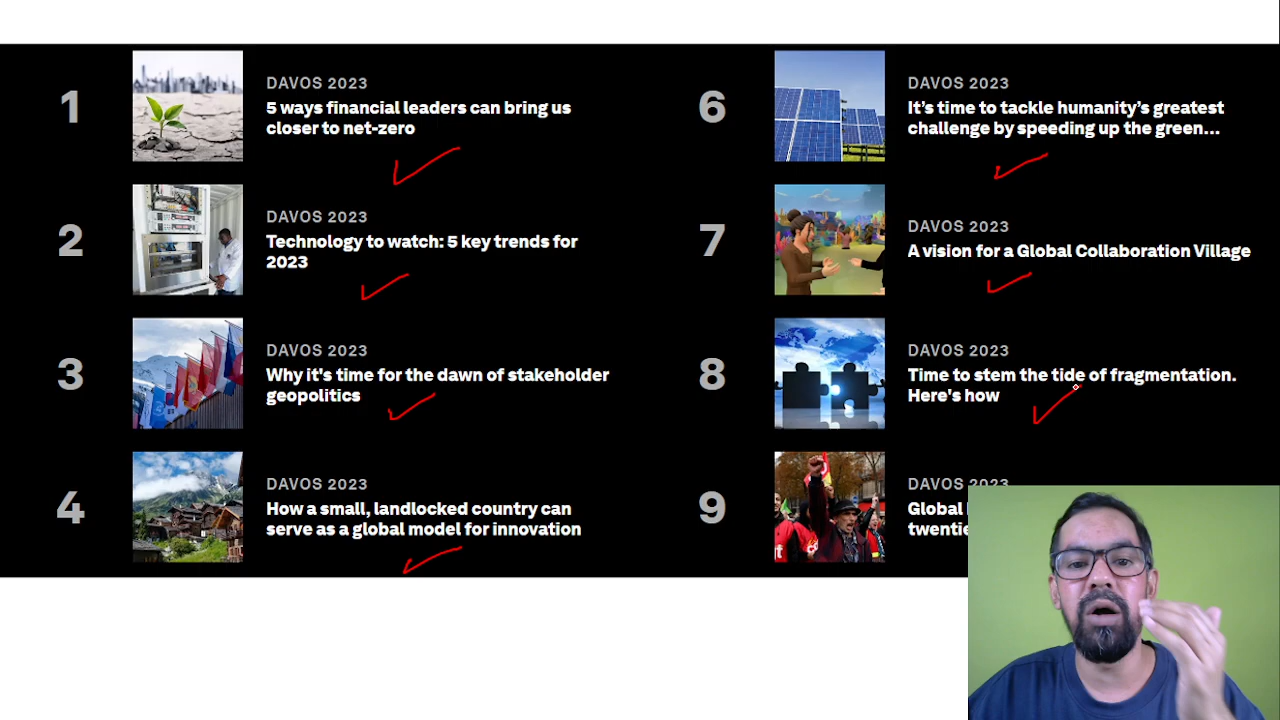 1
DAVOS 2023
5 ways financial leaders can bring us
closer to net-zero
2
DAVOS 2023
Technology to watch: 5 key trends for
2023
3
DAVOS 2023
Why it's time for the dawn of stakeholder
geopolitics
4
DAVOS 2023
How a small, landlocked country can
serve as a global model for innovation
6
DAVOS 2023
It’s time to tackle humanity’s greatest
challenge by speeding up the green...
7
DAVOS 2023
A vision for a Global Collaboration Village
8
DAVOS 2023
Time to stem the tide of fragmentation.
Here's how
9
DAVOS 2023
Global